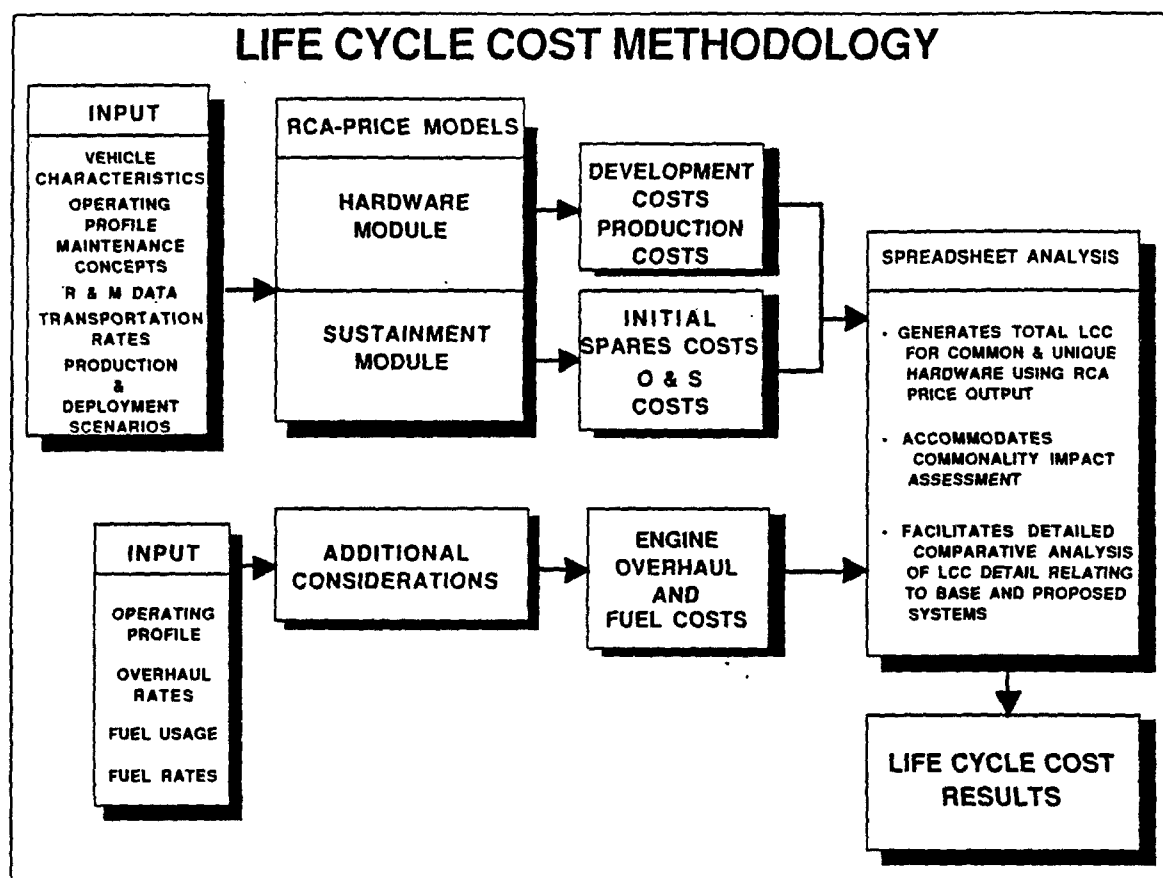 LIFE CYCLE COST METHODOLOGY
INPUT
VEHICLE
CHARACTERISTICS
OPERATING
PROFILE
MAINTENANCE
CONCEPTS
R & M DATA
TRANSPORTATION
RATES
PRODUCTION
&
DEPLOYMENT
SCENARIOS
RCA-PRICE MODELS
HARDWARE
MODULE
SUSTAINMENT
MODULE
DEVELOPMENT
COSTS
PRODUCTION
COSTS
INITIAL
SPARES COSTS
O & S
COSTS
INPUT
OPERATING
PROFILE
OVERHAUL
RATES
FUEL USAGE
FUEL RATES
ADDITIONAL
CONSIDERATIONS
ENGINE
OVERHAUL
AND
FUEL COSTS
SPREADSHEET ANALYSIS
• GENERATES TOTAL LCC
FOR COMMON & UNIQUE
HARDWARE USING RCA
PRICE OUTPUT
• ACCOMMODATES
COMMONALITY IMPACT
ASSESSMENT
• FACILITATES DETAILED
COMPARATIVE ANALYSIS
OF LCC DETAIL RELATING
TO BASE AND PROPOSED
SYSTEMS
LIFE CYCLE COST
RESULTS